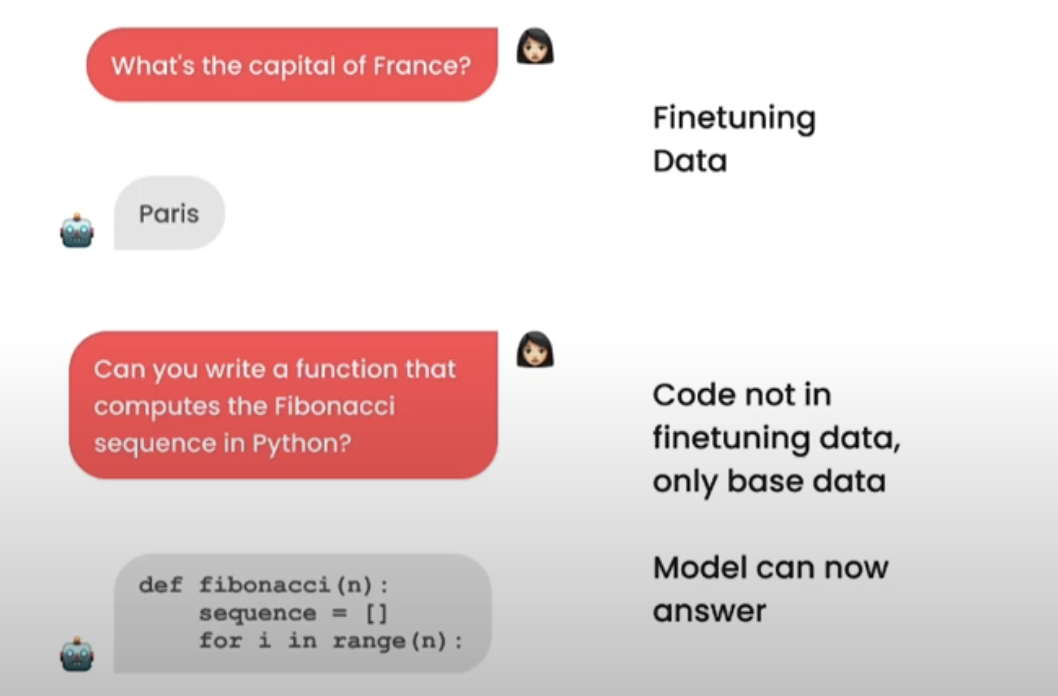 What's the capital of France?
Finetuning
Data
Paris
Can you write a function that
computes the Fibonacci
sequence in Python?
Code not in
finetuning data,
only base data
def fibonacci(n):
    sequence = []
    for i in range(n):
Model can now
answer